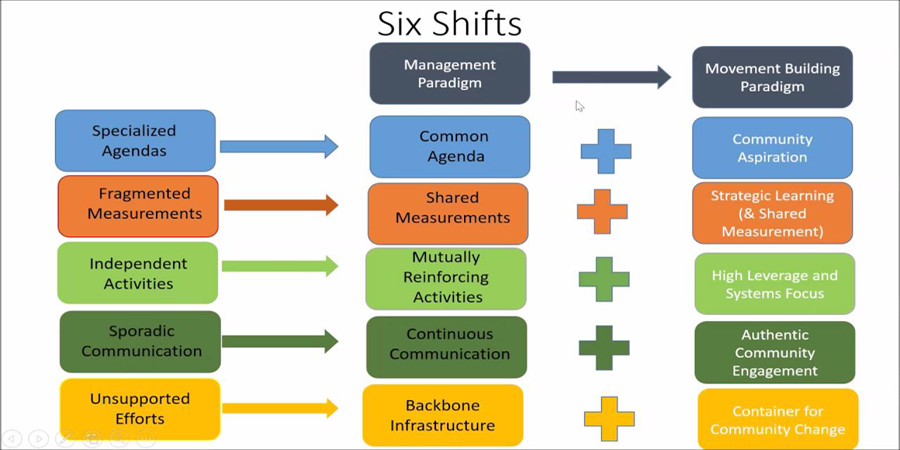 Six Shifts
Management
Paradigm
Movement Building
Paradigm
Specialized
Agendas
Common
Agenda
Community
Aspiration
Fragmented
Measurements
Shared
Measurements
Strategic Learning
(& Shared
Measurement)
Independent
Activities
Mutually
Reinforcing
Activities
High Leverage and
Systems Focus
Sporadic
Communication
Continuous
Communication
Authentic
Community
Engagement
Unsupported
Efforts
Backbone
Infrastructure
Container for
Community Change